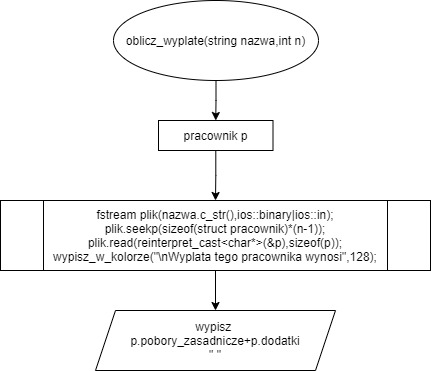 oblicz_wyplate(string nazwa,int n)
pracownik p
fstream plik(nazwa.c_str(),ios::binary|ios::in);
plik.seekp(sizeof(struct pracownik)*(n-1));
plik.read(reinterpret_cast<char*>(&p),sizeof(p));
wypisz_w_kolorze("\nWyplata tego pracownika wynosi",128);
wypisz
p.pobory_zasadnicze+p.dodatki
" "